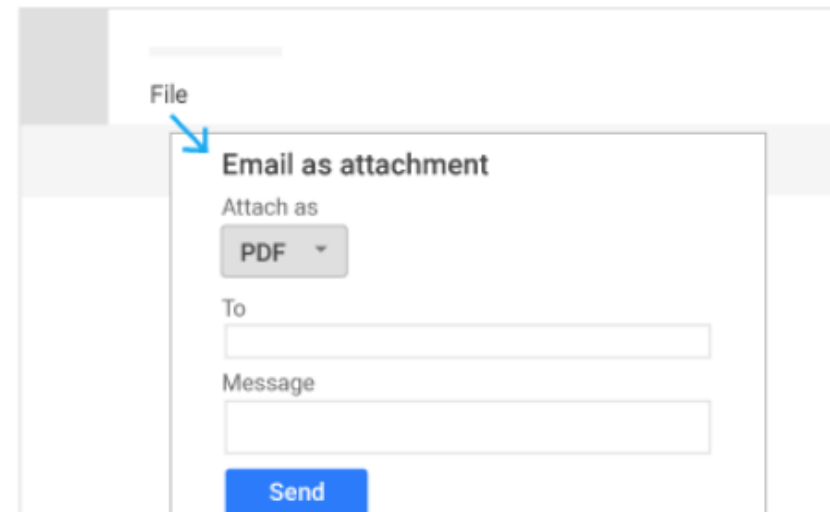 File
Email as attachment
Attach as
PDF
To
Message
Send